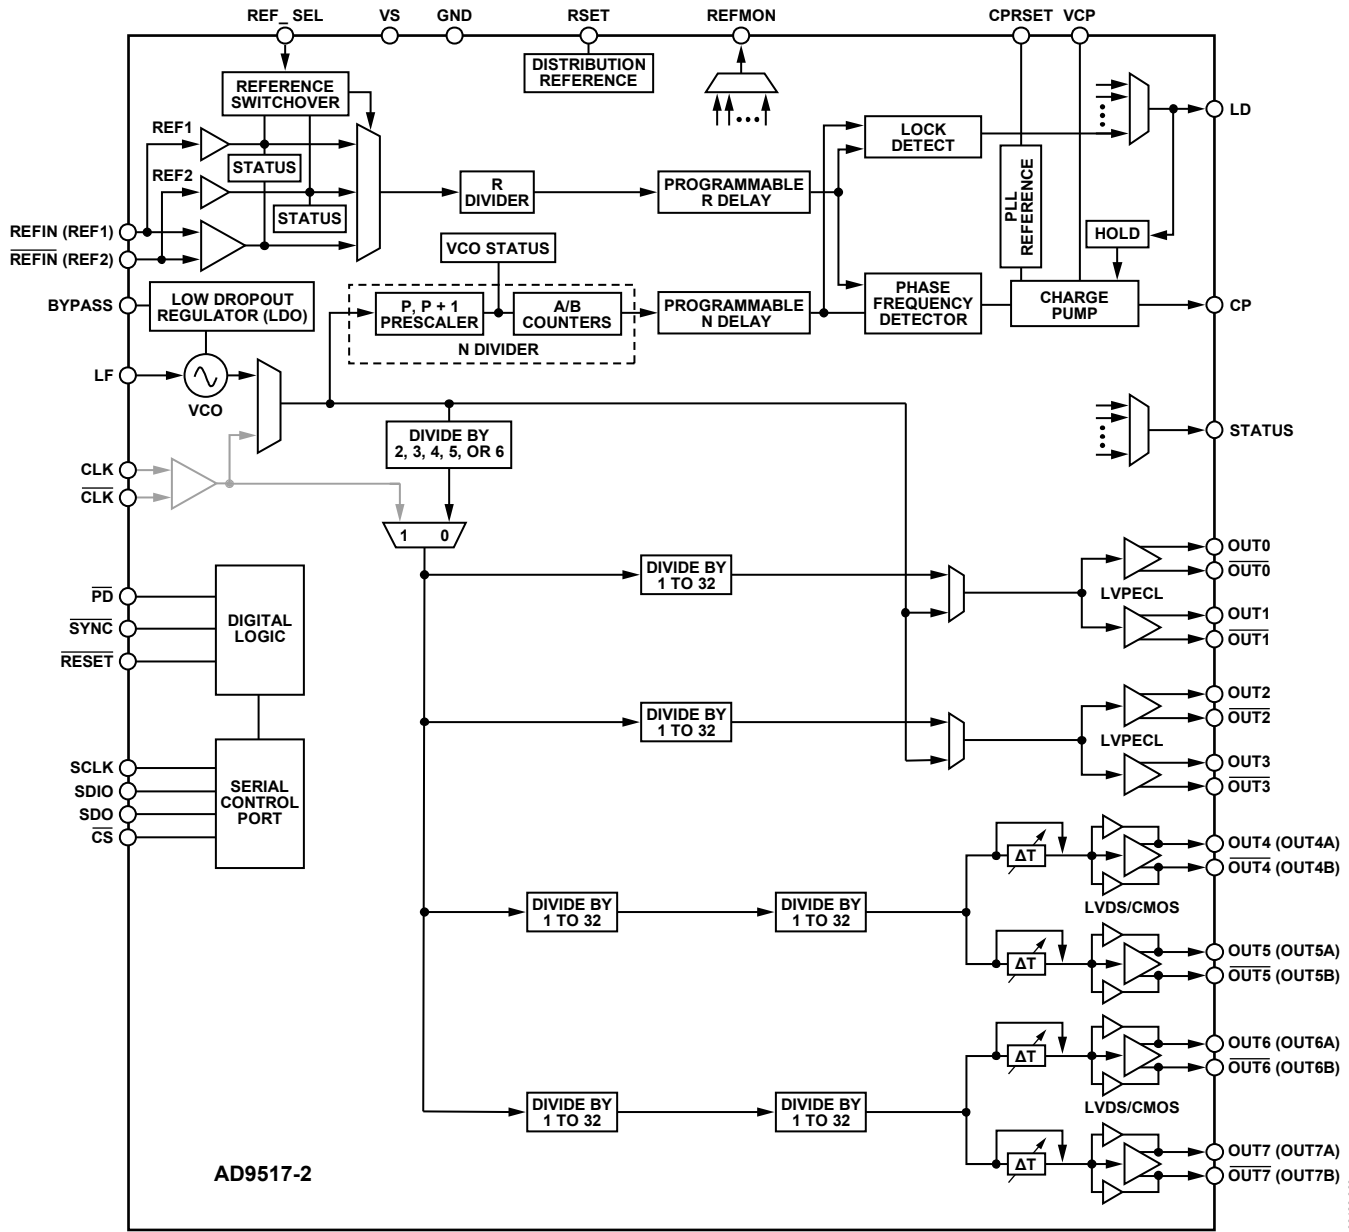 REF_ SEL VS GND RSET REFMON CPRSET VCP
DISTRIBUTION
REFERENCE
REFERENCE
SWITCHOVER
REF1
STATUS
REF2
STATUS
REFIN (REF1)
REFIN (REF2)
R
DIVIDER
PROGRAMMABLE
R DELAY
LOCK
DETECT
LD
PLL
REFERENCE
HOLD
VCO STATUS
BYPASS
LOW DROPOUT
REGULATOR (LDO)
P, P + 1
PRESCALER
A/B
COUNTERS
N DIVIDER
PROGRAMMABLE
N DELAY
PHASE
FREQUENCY
DETECTOR
CHARGE
PUMP
CP
LF
VCO
STATUS
DIVIDE BY
2, 3, 4, 5, OR 6
CLK
CLK
1 0
PD
SYNC
RESET
DIGITAL
LOGIC
SCLK
SDIO
SDO
CS
SERIAL
CONTROL
PORT
DIVIDE BY
1 TO 32
LVPECL
OUT0
OUT0
OUT1
OUT1
DIVIDE BY
1 TO 32
LVPECL
OUT2
OUT2
OUT3
OUT3
DIVIDE BY
1 TO 32
DIVIDE BY
1 TO 32
ΔT
OUT4 (OUT4A)
OUT4 (OUT4B)
LVDS/CMOS
ΔT
OUT5 (OUT5A)
OUT5 (OUT5B)
DIVIDE BY
1 TO 32
DIVIDE BY
1 TO 32
ΔT
OUT6 (OUT6A)
OUT6 (OUT6B)
LVDS/CMOS
ΔT
OUT7 (OUT7A)
OUT7 (OUT7B)
AD9517-2